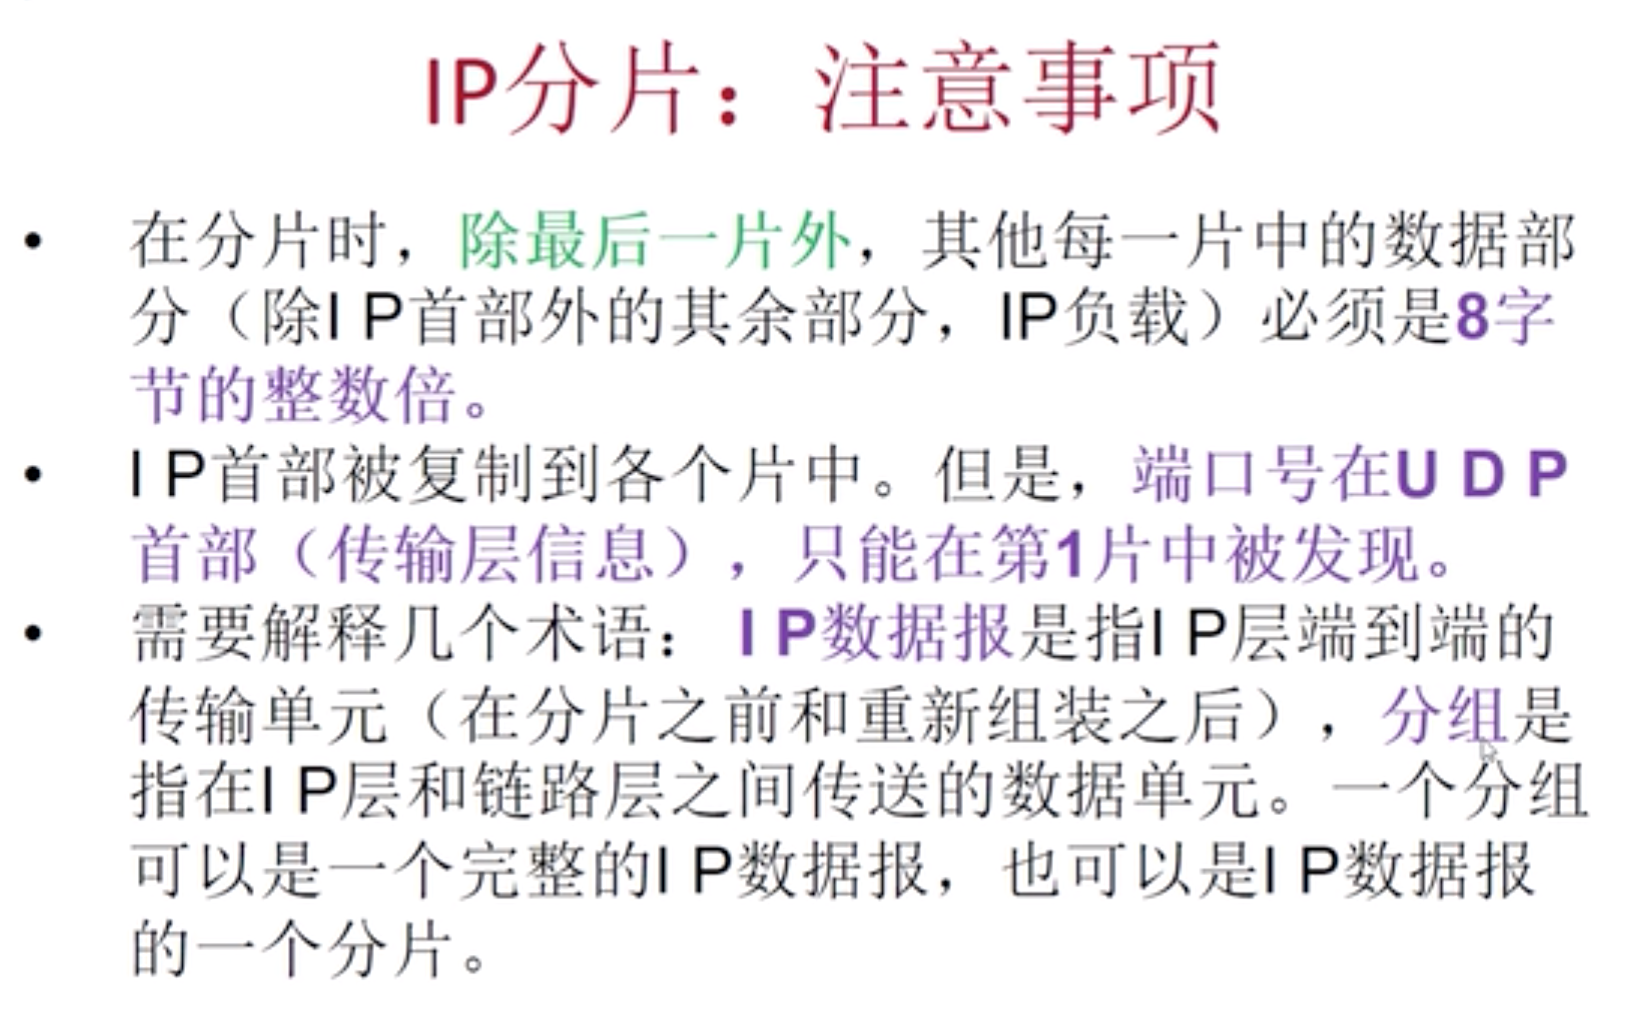 IP分片：注意事项
• 在分片时，除最后一片外，其他每一片中的数据部
分（除I P首部外的其余部分，IP负载）必须是8字
节的整数倍。
• I P首部被复制到各个片中。但是，端口号在U D P
首部（传输层信息），只能在第1片中被发现。
• 需要解释几个术语： I P数据报是指I P层端到端的
传输单元（在分片之前和重新组装之后），分组是
指在I P层和链路层之间传送的数据单元。一个分组
可以是一个完整的I P数据报，也可以是I P数据报
的一个分片。